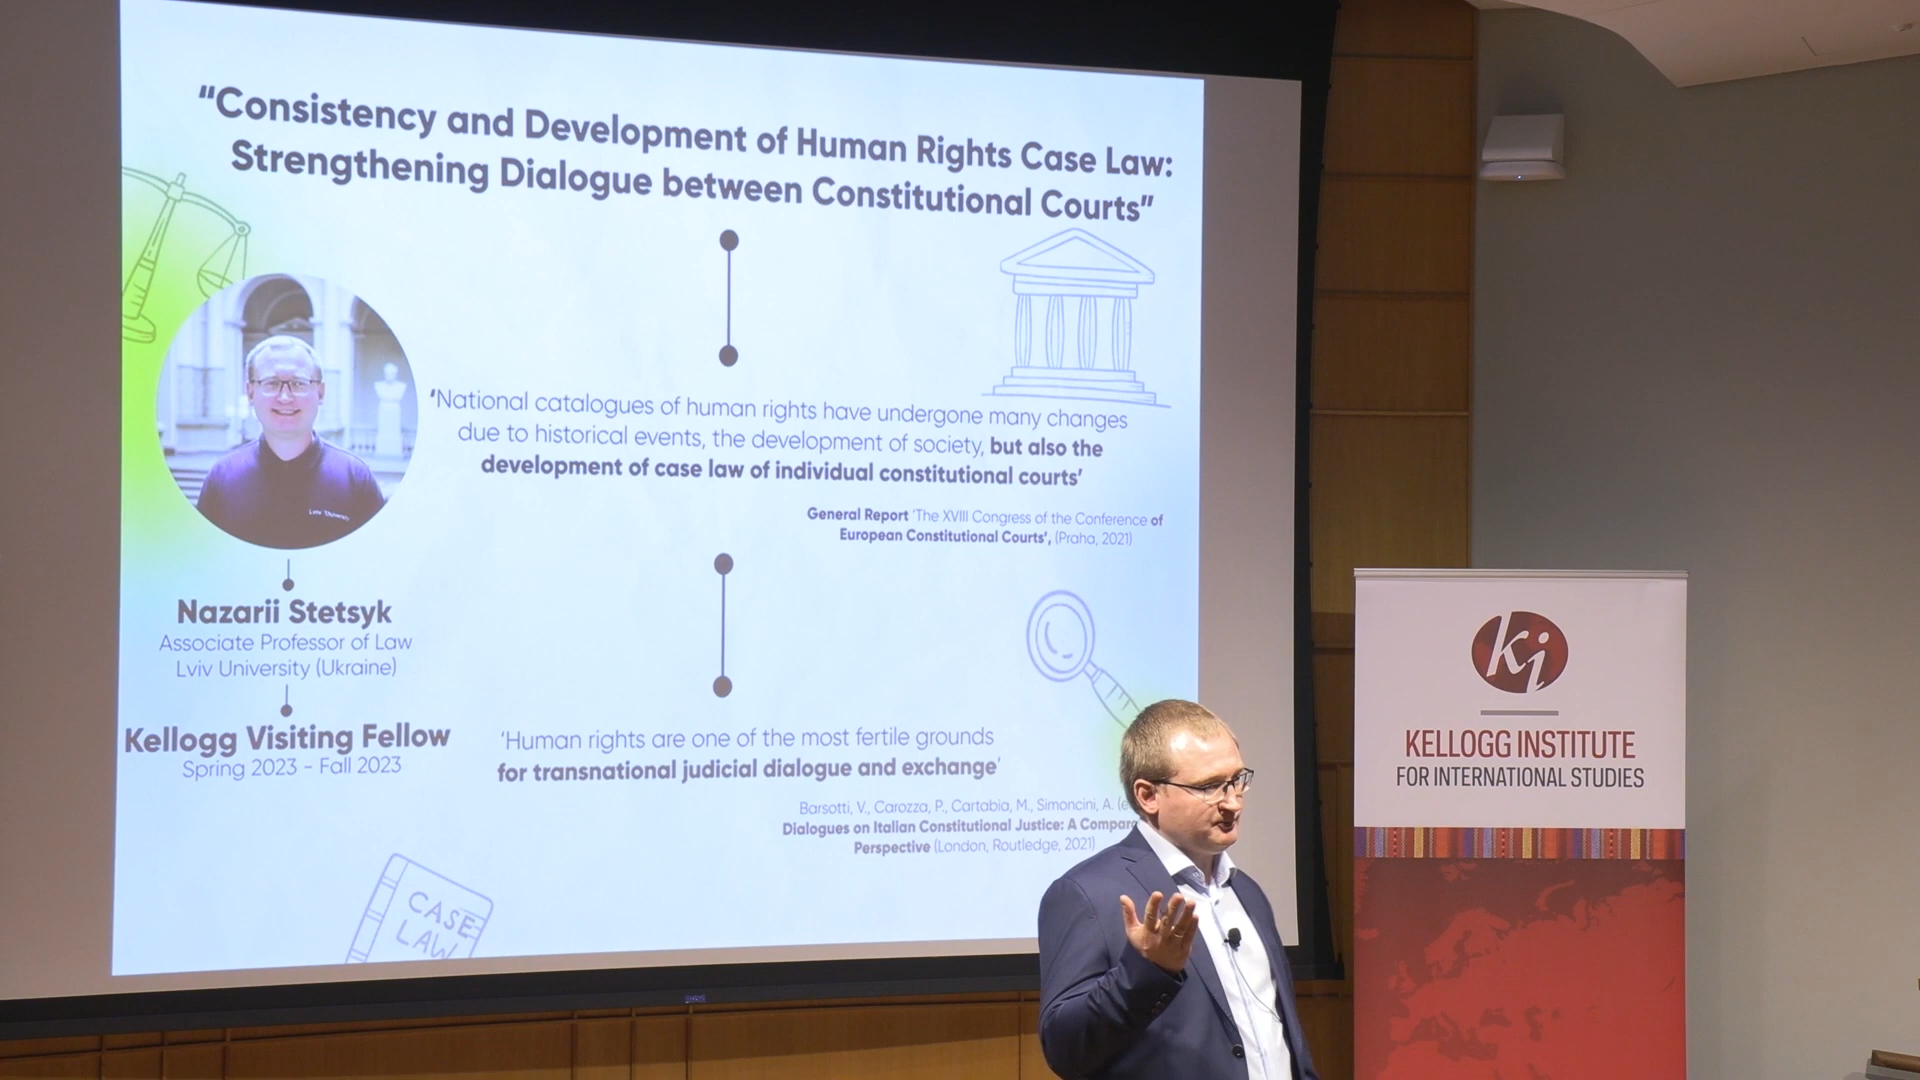 “Consistency and Development of Human Rights Case Law:
Strengthening Dialogue between Constitutional Courts”
'National catalogues of human rights have undergone many changes
due to historical events, the development of society, but also the
development of case law of individual constitutional courts'
General Report 'The XVIII Congress of the Conference of
European Constitutional Courts', (Praha, 2021)
Nazarii Stetsyk
Associate Professor of Law
Lviv University (Ukraine)
Kellogg Visiting Fellow
Spring 2023 - Fall 2023
'Human rights are one of the most fertile grounds
for transnational judicial dialogue and exchange'
Barsotti, V., Carozza, P., Cartabia, M., Simoncini, A.
Dialogues on Italian Constitutional Justice: A
Perspective (London, Routledge, 2021)
CASE
LAW
ki
KELLOGG INSTITUTE
FOR INTERNATIONAL STUDIES